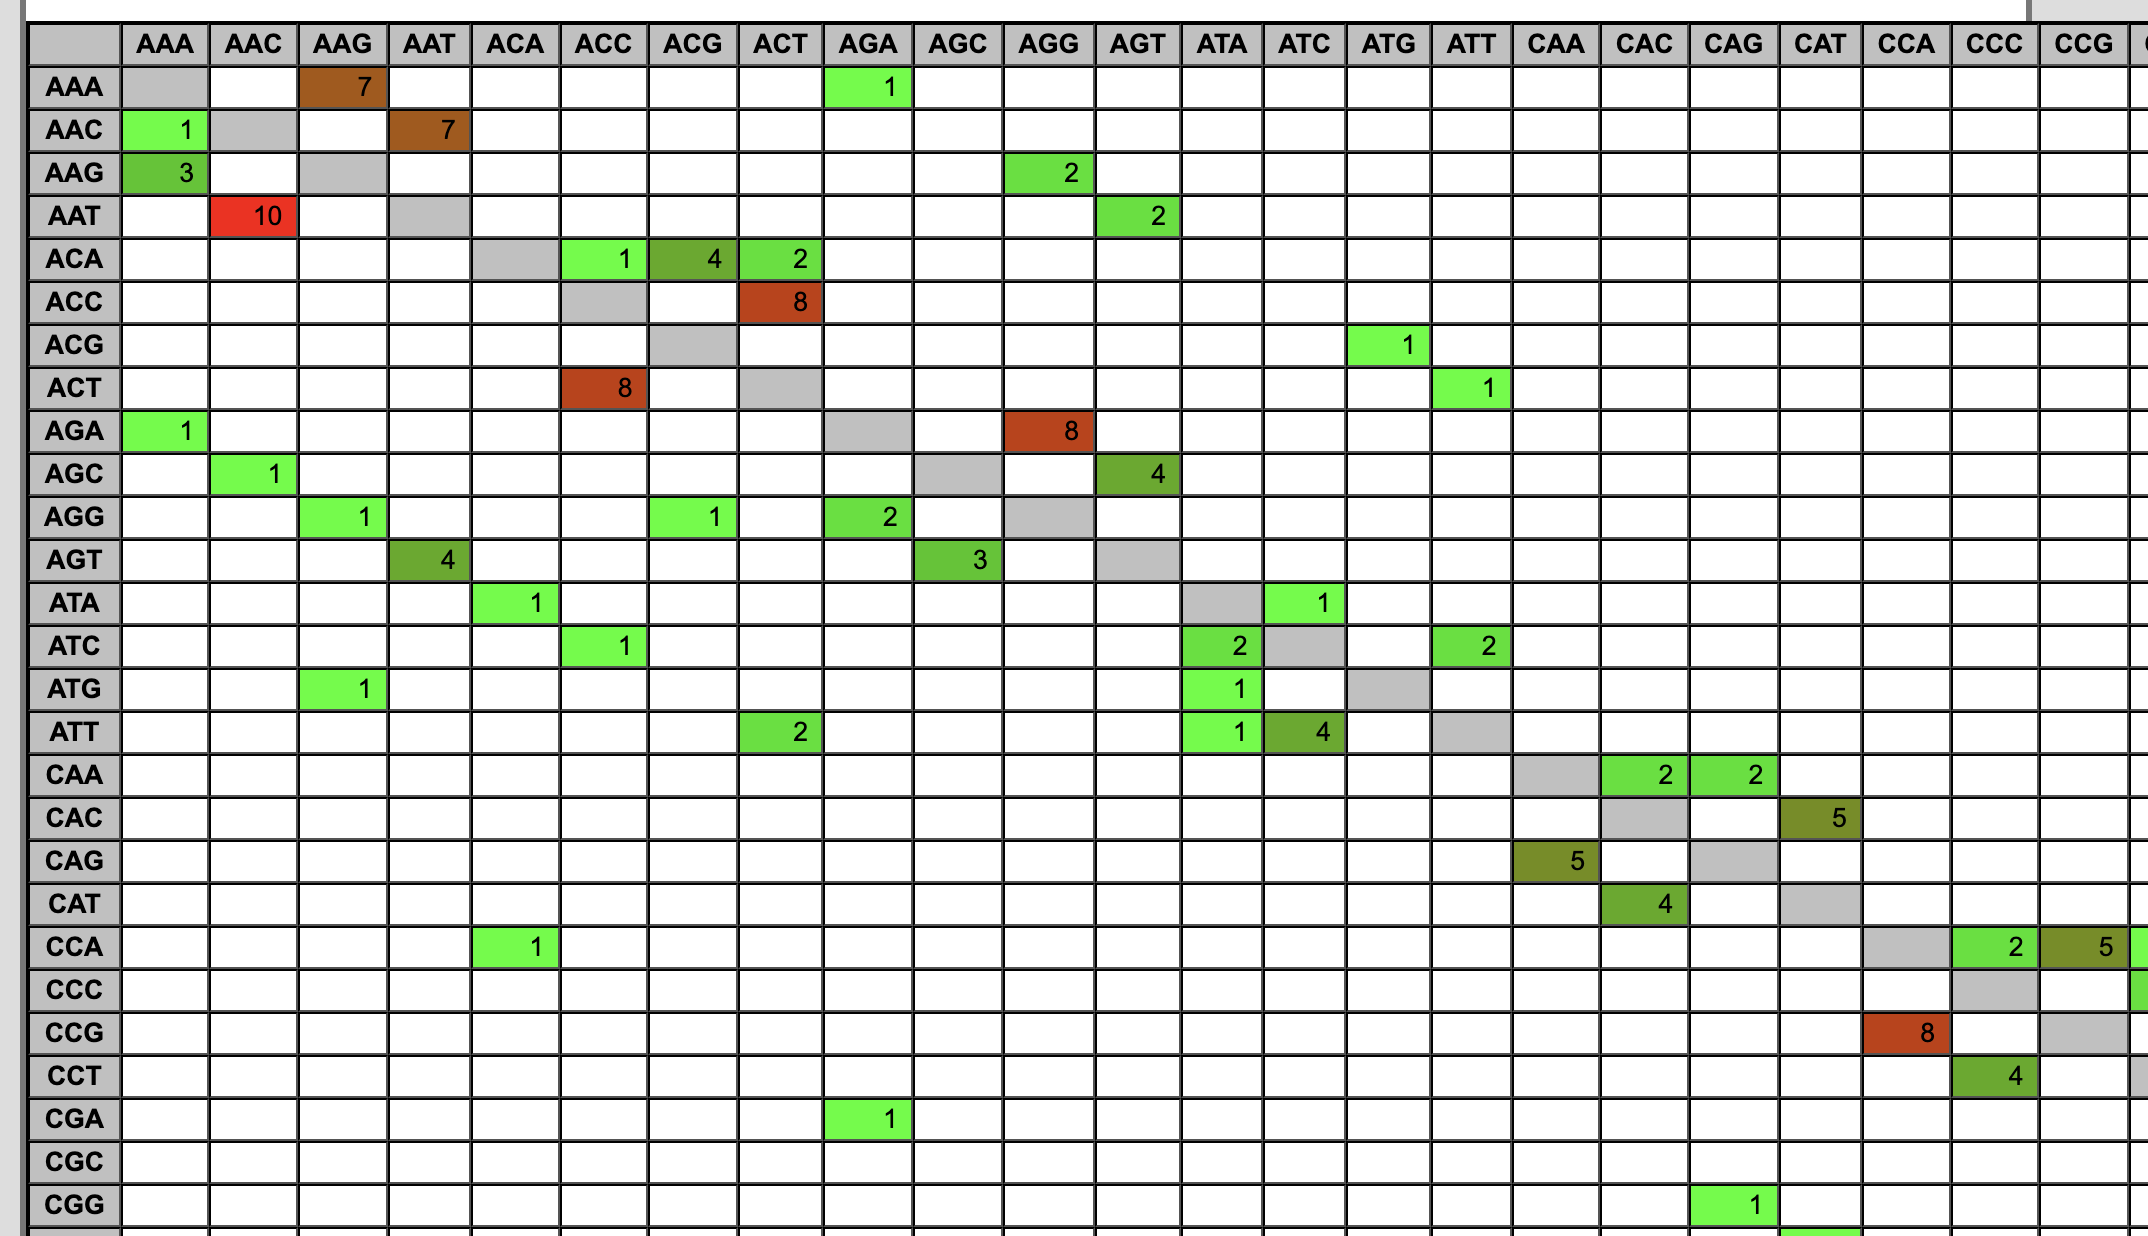 AAA AAC AAG AAT ACA ACC ACG ACT AGA AGC AGG AGT ATA ATC ATG ATT CAA CAC CAG CAT CCA CCC CCG
AAA 7 1
AAC 1 7
AAG 3 2
AAT 10 2
ACA 1 4 2
ACC 8
ACG 1
ACT 8 1
AGA 1 8
AGC 1 4
AGG 1 1 2
AGT 4 3
ATA 1 1
ATC 1 2 2
ATG 1 1
ATT 2 1 4
CAA 2 2
CAC 5
CAG 5
CAT 4
CCA 1 2 5
CCC
CCG 8
CCT 4
CGA 1
CGC
CGG 1